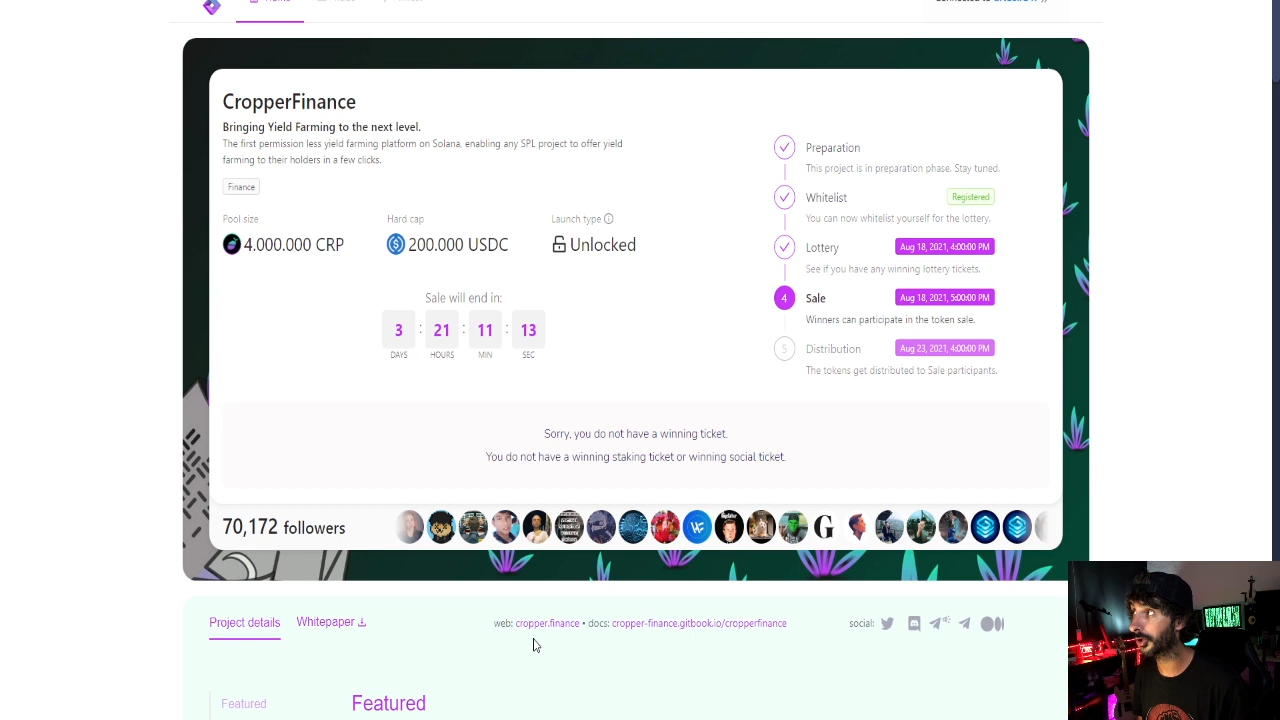 CropperFinance
Bringing Yield Farming to the next level.
The first permission less yield farming platform on Solana, enabling any SPL project to offer yield
farming to their holders in a few clicks.
Finance
Pool size
4.000.000 CRP
Hard cap
200.000 USDC
Launch type
Unlocked
Sale will end in:
3 : 21 : 11 : 13
DAYS HOURS MIN SEC
Preparation
This project is in preparation phase. Stay tuned.
Whitelist Registered
You can now whitelist yourself for the lottery.
Lottery Aug 18, 2021, 4:00:00 PM
See if you have any winning lottery tickets.
4 Sale Aug 18, 2021, 5:00:00 PM
Winners can participate in the token sale.
5 Distribution Aug 23, 2021, 4:00:00 PM
The tokens get distributed to Sale participants.
Sorry, you do not have a winning ticket.
You do not have a winning staking ticket or winning social ticket.
70,172 followers
G
Project details Whitepaper
web: cropper.finance • docs: cropper-finance.gitbook.io/cropperfinance
social:
Featured
Featured